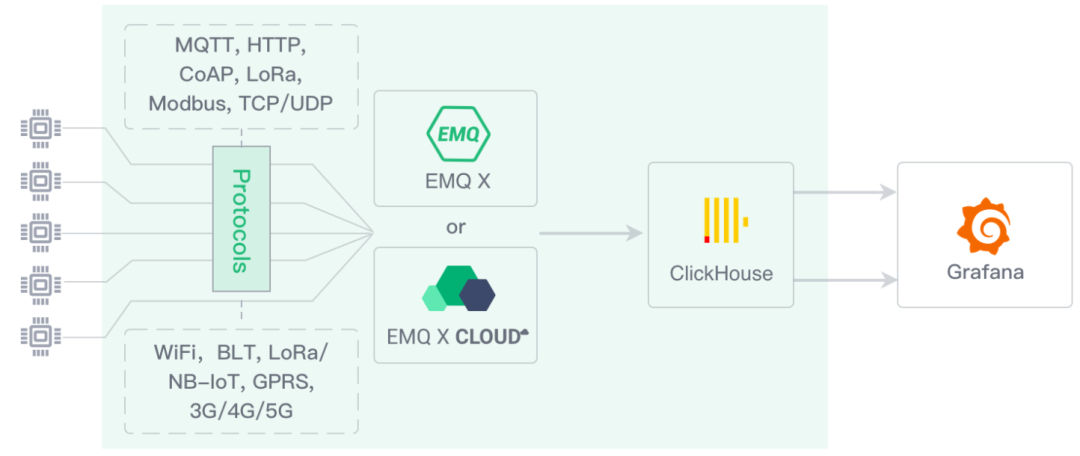 MQTT, HTTP,
CoAP, LoRa,
Modbus, TCP/UDP
Protocols
WiFi, BLT, LoRa/
NB-IoT, GPRS,
3G/4G/5G
EMQ
EMQ X
or
EMQ X CLOUD
ClickHouse
Grafana